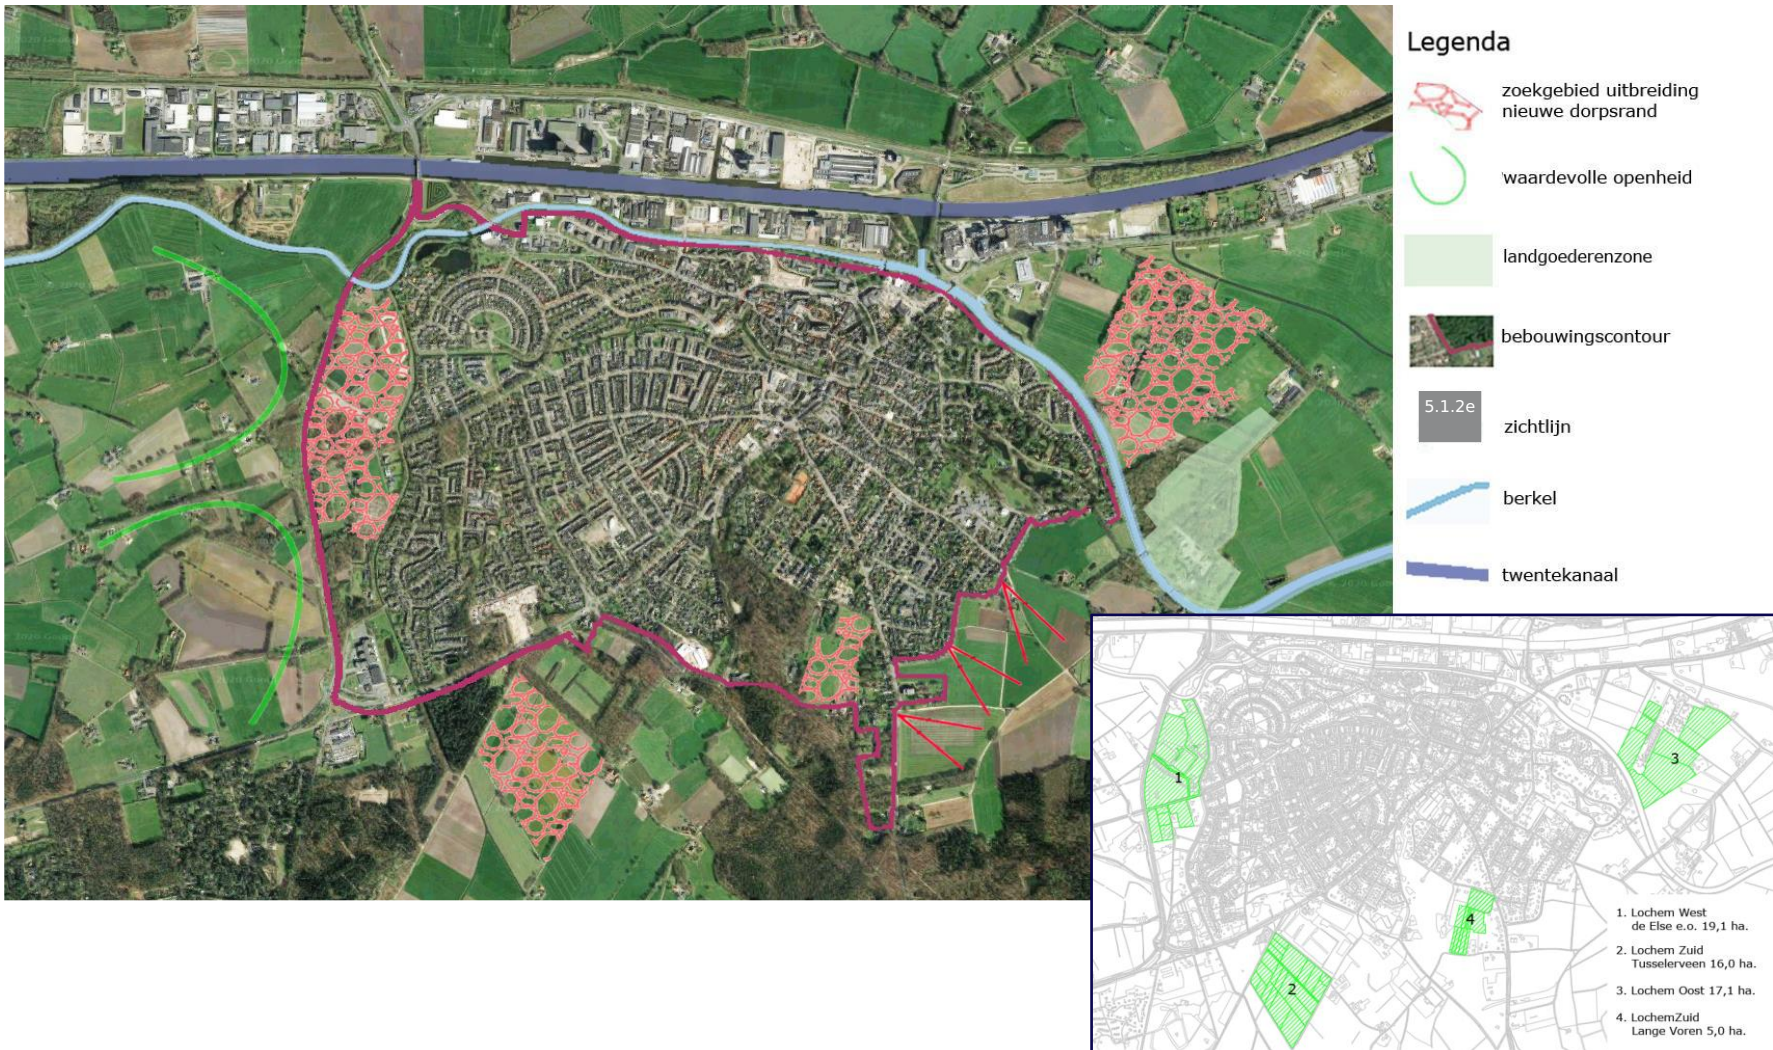 Legenda
zoekgebied uitbreiding
nieuwe dorpsrand
waardevolle openheid
landgoederenzone
bebouwingscontour
5.1.2e
zichtlijn
berkel
twentekanaal
1
2
3
4
1. Lochem West
de Else e.o. 19,1 ha.
2. Lochem Zuid
Tusselerveen 16,0 ha.
3. Lochem Oost 17,1 ha.
4. LochemZuid
Lange Voren 5,0 ha.